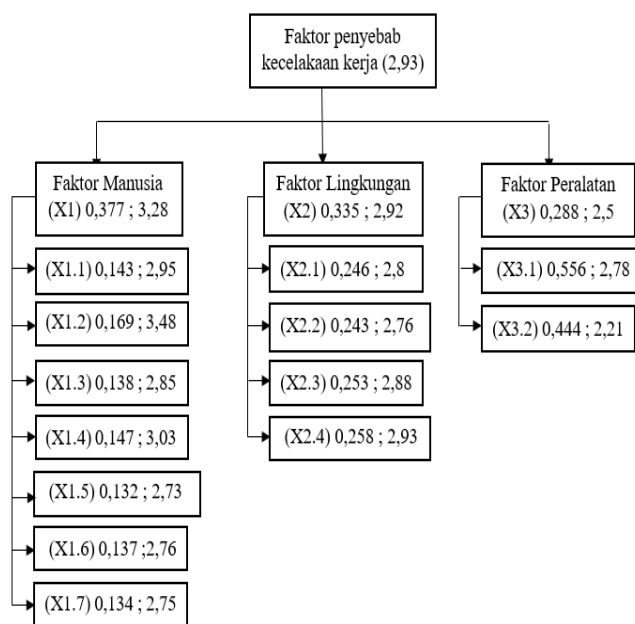 Faktor penyebab
kecelakaan kerja (2,93)
Faktor Manusia
(X1) 0,377 ; 3,28
(X1.1) 0,143 ; 2,95
(X1.2) 0,169 ; 3,48
(X1.3) 0,138 ; 2,85
(X1.4) 0,147 ; 3,03
(X1.5) 0,132 ; 2,73
(X1.6) 0,137 ;2,76
(X1.7) 0,134 ; 2,75
Faktor Lingkungan
(X2) 0,335 ; 2,92
(X2.1) 0,246 ; 2,8
(X2.2) 0,243 ; 2,76
(X2.3) 0,253 ; 2,88
(X2.4) 0,258 ; 2,93
Faktor Peralatan
(X3) 0,288 ; 2,5
(X3.1) 0,556 ; 2,78
(X3.2) 0,444 ; 2,21